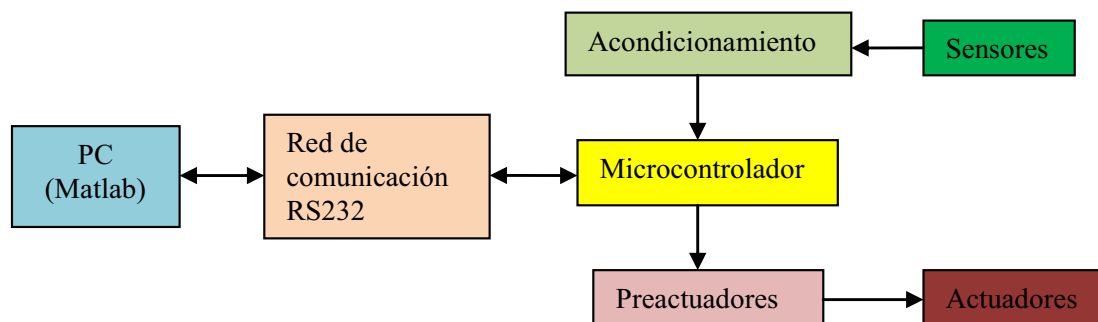 Acondicionamiento
Sensores
PC
(Matlab)
Red de
comunicación
RS232
Microcontrolador
Preactuadores
Actuadores